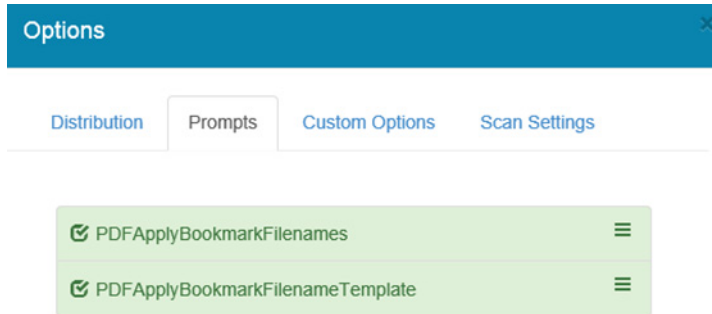 Options
Distribution Prompts Custom Options Scan Settings
PDFApplyBookmarkFilenames
PDFApplyBookmarkFilenameTemplate